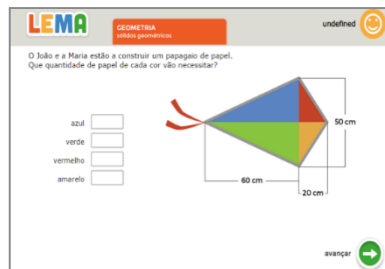 LEMA
GEOMETRIA
sólidos geométricos
undefined
O João e a Maria estão a construir um papagaio de papel.
Que quantidade de papel de cada cor vão necessitar?
azul
verde
vermelho
amarelo
50 cm
60 cm
20 cm
avançar